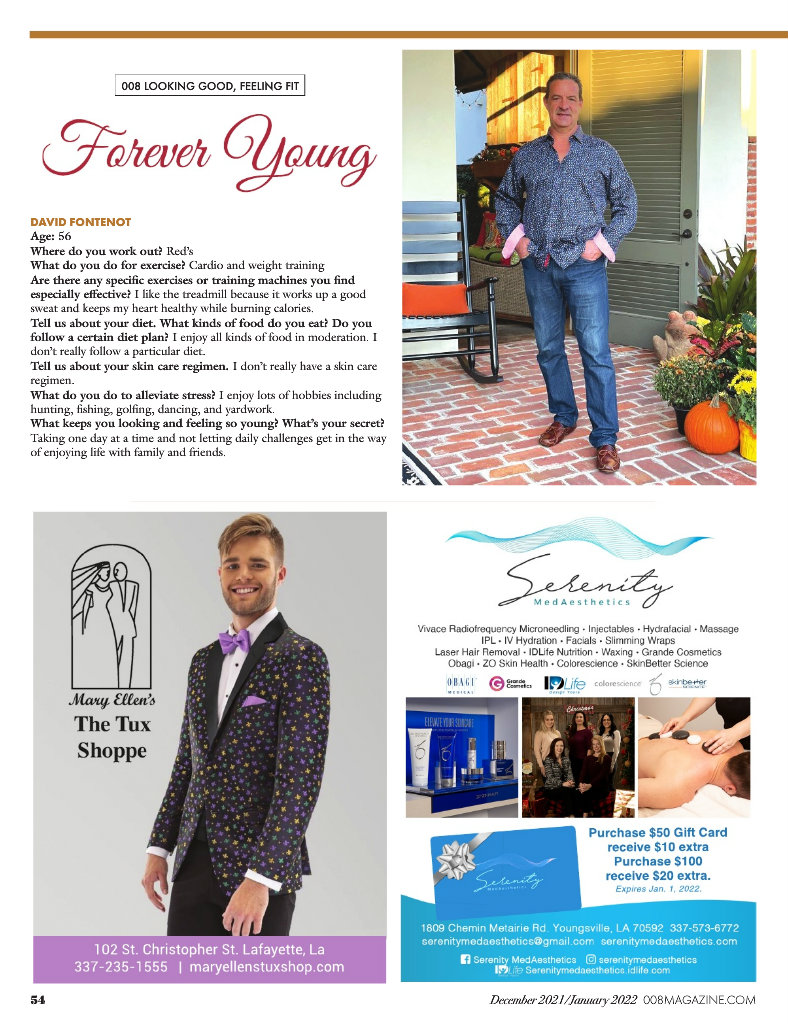 008 LOOKING GOOD, FEELING FIT
Forever Young
DAVID FONTENOT
Age: 56
Where do you work out? Red's
What do you do for exercise? Cardio and weight training
Are there any specific exercises or training machines you find
especially effective? I like the treadmill because it works up a good
sweat and keeps my heart healthy while burning calories.
Tell us about your diet. What kinds of food do you eat? Do you
follow a certain diet plan? I enjoy all kinds of food in moderation. I
don't really follow a particular diet.
Tell us about your skin care regimen. I don't really have a skin care
regimen.
What do you do to alleviate stress? I enjoy lots of hobbies including
hunting, fishing, golfing, dancing, and yardwork.
What keeps you looking and feeling so young? What's your secret?
Taking one day at a time and not letting daily challenges get in the way
of enjoying life with family and friends.
Mary Ellen's
The Tux
Shoppe
102 St. Christopher St. Lafayette, La
337-235-1555 | maryellenstuxshop.com
Serenity
MedAesthetics
Vivace Radiofrequency Microneedling • Injectables • Hydrafacial • Massage
IPL • IV Hydration • Facials • Slimming Wraps
Laser Hair Removal • IDLife Nutrition • Waxing • Grande Cosmetics
Obagi • ZO Skin Health • Colorescience • SkinBetter Science
OBAGI
MEDICAL
Grande
Cosmetics
IDLife
colorescience
skinbetter
ELEVATE YOUR SKINCARE
Christmas
Purchase $50 Gift Card
receive $10 extra
Purchase $100
receive $20 extra.
Expires Jan. 1, 2022.
Serenity
MedAesthetics
1809 Chemin Metairie Rd. Youngsville, LA 70592 337-573-6772
serenitymedaesthetics@gmail.com serenitymedaesthetics.com
Serenity MedAesthetics serenitymedaesthetics
IDLife Serenitymedaesthetics.idlife.com
54
December 2021/January 2022 008MAGAZINE.COM